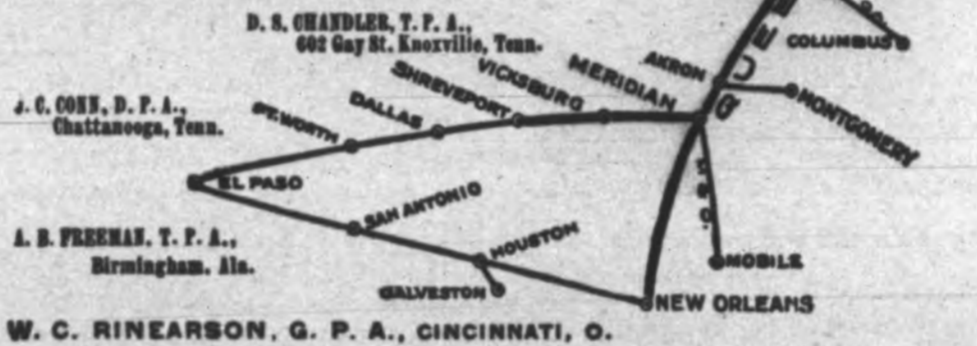 D. S. CHANDLER, T. P. A.,
602 Gay St. Knoxville, Tenn.
COLUMBUS
AKRON
MERIDIAN
VICKSBURG
SHREVEPORT
DALLAS
FT. WORTH
MONTGOMERY
J. C. CONN, D. P. A.,
Chattanooga, Tenn.
EL PASO
SAN ANTONIO
HOUSTON
A. B. FREEMAN, T. P. A.,
Birmingham, Ala.
MOBILE
GALVESTON
NEW ORLEANS
W. C. RINEARSON, G. P. A., CINCINNATI, O.